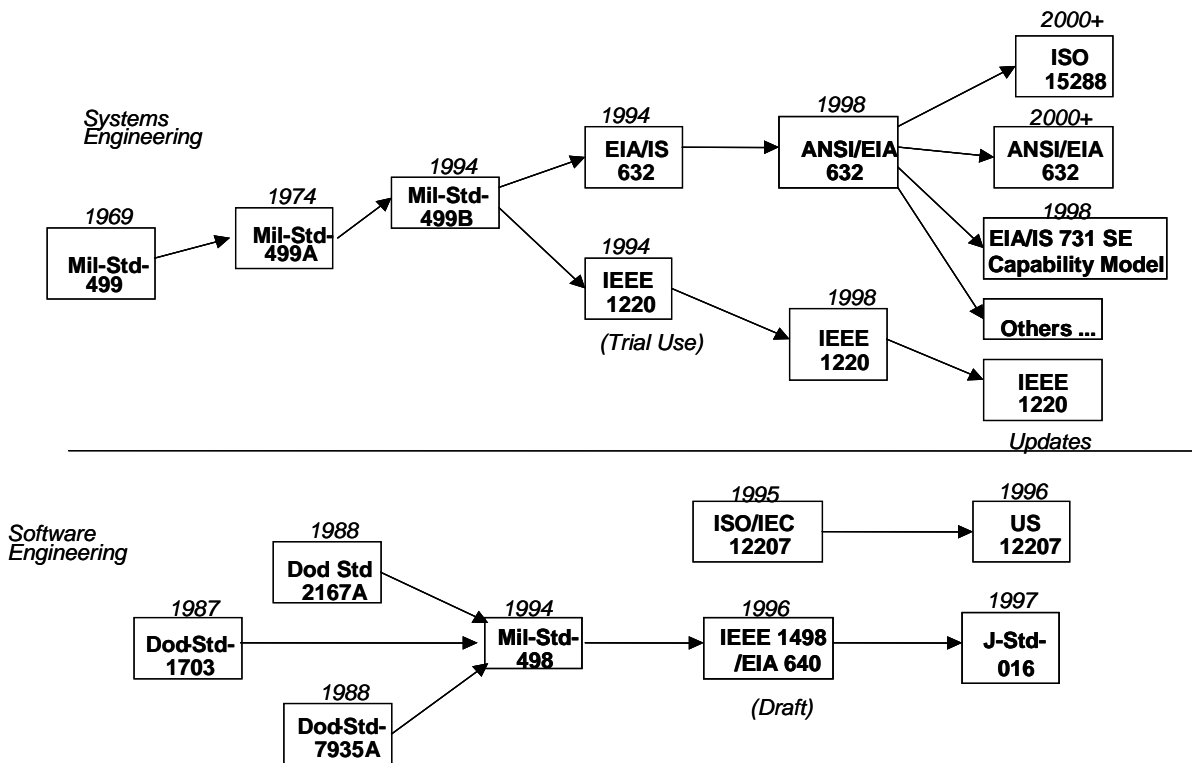 Systems
Engineering
1969
Mil-Std-
499
1974
Mil-Std-
499A
1994
Mil-Std-
499B
1994
EIA/IS
632
1994
IEEE
1220
(Trial Use)
1998
ANSI/EIA
632
1998
IEEE
1220
2000+
ISO
15288
2000+
ANSI/EIA
632
1998
EIA/IS 731 SE
Capability Model
Others ...
IEEE
1220
Updates
Software
Engineering
1987
Dod-Std-
1703
1988
Dod Std
2167A
1988
Dod-Std-
7935A
1994
Mil-Std-
498
1995
ISO/IEC
12207
1996
US
12207
1996
IEEE 1498
/EIA 640
(Draft)
1997
J-Std-
016